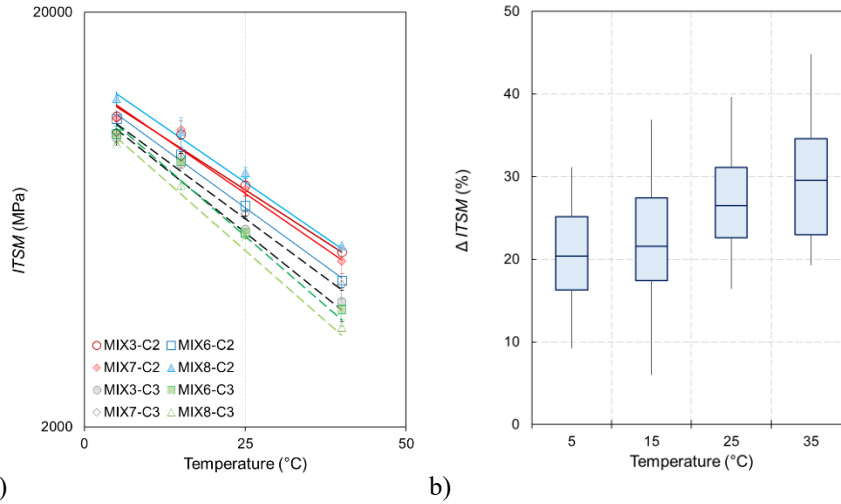 20000
ITSM (MPa)
MIX3-C2 MIX6-C2
MIX7-C2 MIX8-C2
MIX3-C3 MIX6-C3
MIX7-C3 MIX8-C3
2000
0 25 50
Temperature (°C)
)
50
40
30
20
10
0
Δ ITSM (%)
5 15 25 35
Temperature (°C)
b)